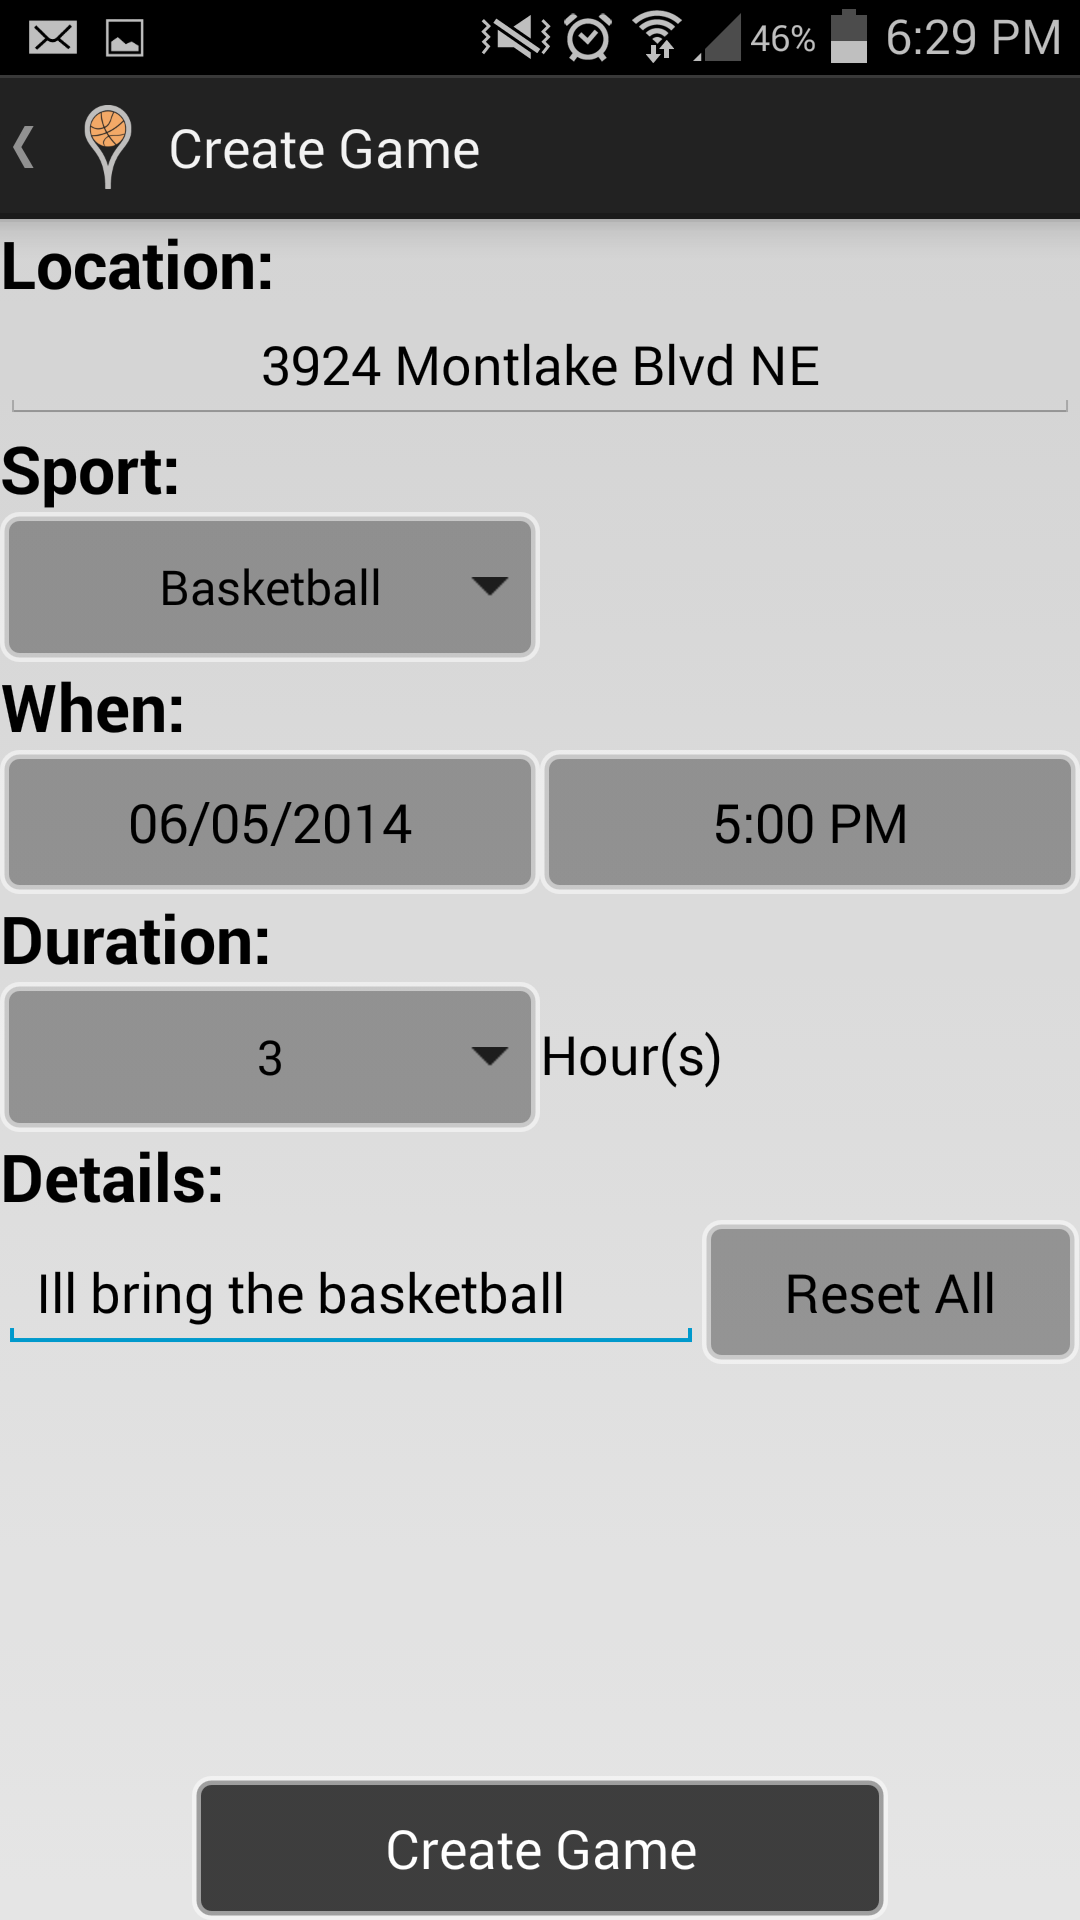 46% 6:29 PM
Create Game
Location:
3924 Montlake Blvd NE
Sport:
Basketball
When:
06/05/2014 5:00 PM
Duration:
3 Hour(s)
Details:
Ill bring the basketball Reset All
Create Game